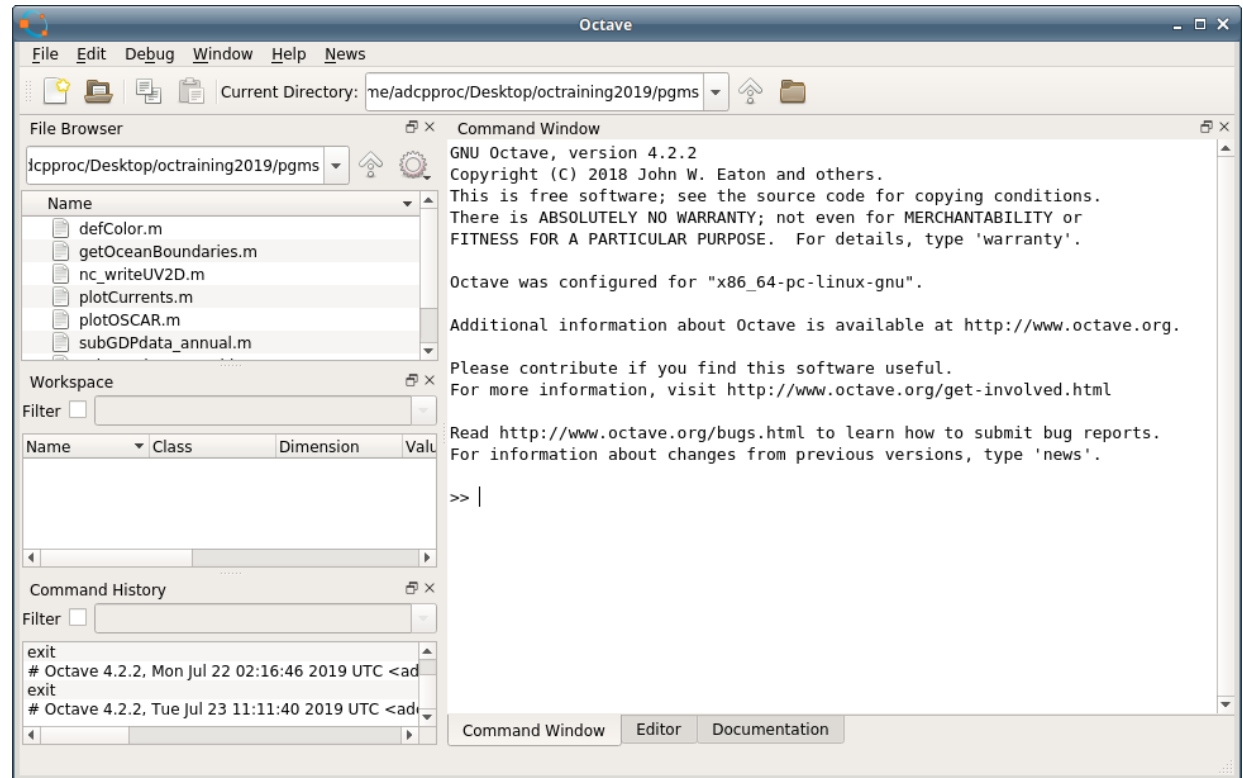 Octave
File Edit Debug Window Help News
Current Directory: me/adcpproc/Desktop/octraining2019/pgms
File Browser
dcpproc/Desktop/octraining2019/pgms
Name
defColor.m
getOceanBoundaries.m
nc_writeUV2D.m
plotCurrents.m
plotOSCAR.m
subGDPdata_annual.m
Workspace
Filter
Name Class Dimension Valu
Command History
Filter
exit
# Octave 4.2.2, Mon Jul 22 02:16:46 2019 UTC <ad
exit
# Octave 4.2.2, Tue Jul 23 11:11:40 2019 UTC <ad
Command Window
GNU Octave, version 4.2.2
Copyright (C) 2018 John W. Eaton and others.
This is free software; see the source code for copying conditions.
There is ABSOLUTELY NO WARRANTY; not even for MERCHANTABILITY or
FITNESS FOR A PARTICULAR PURPOSE.  For details, type 'warranty'.
Octave was configured for "x86_64-pc-linux-gnu".
Additional information about Octave is available at http://www.octave.org.
Please contribute if you find this software useful.
For more information, visit http://www.octave.org/get-involved.html
Read http://www.octave.org/bugs.html to learn how to submit bug reports.
For information about changes from previous versions, type 'news'.
>>
Command Window Editor Documentation